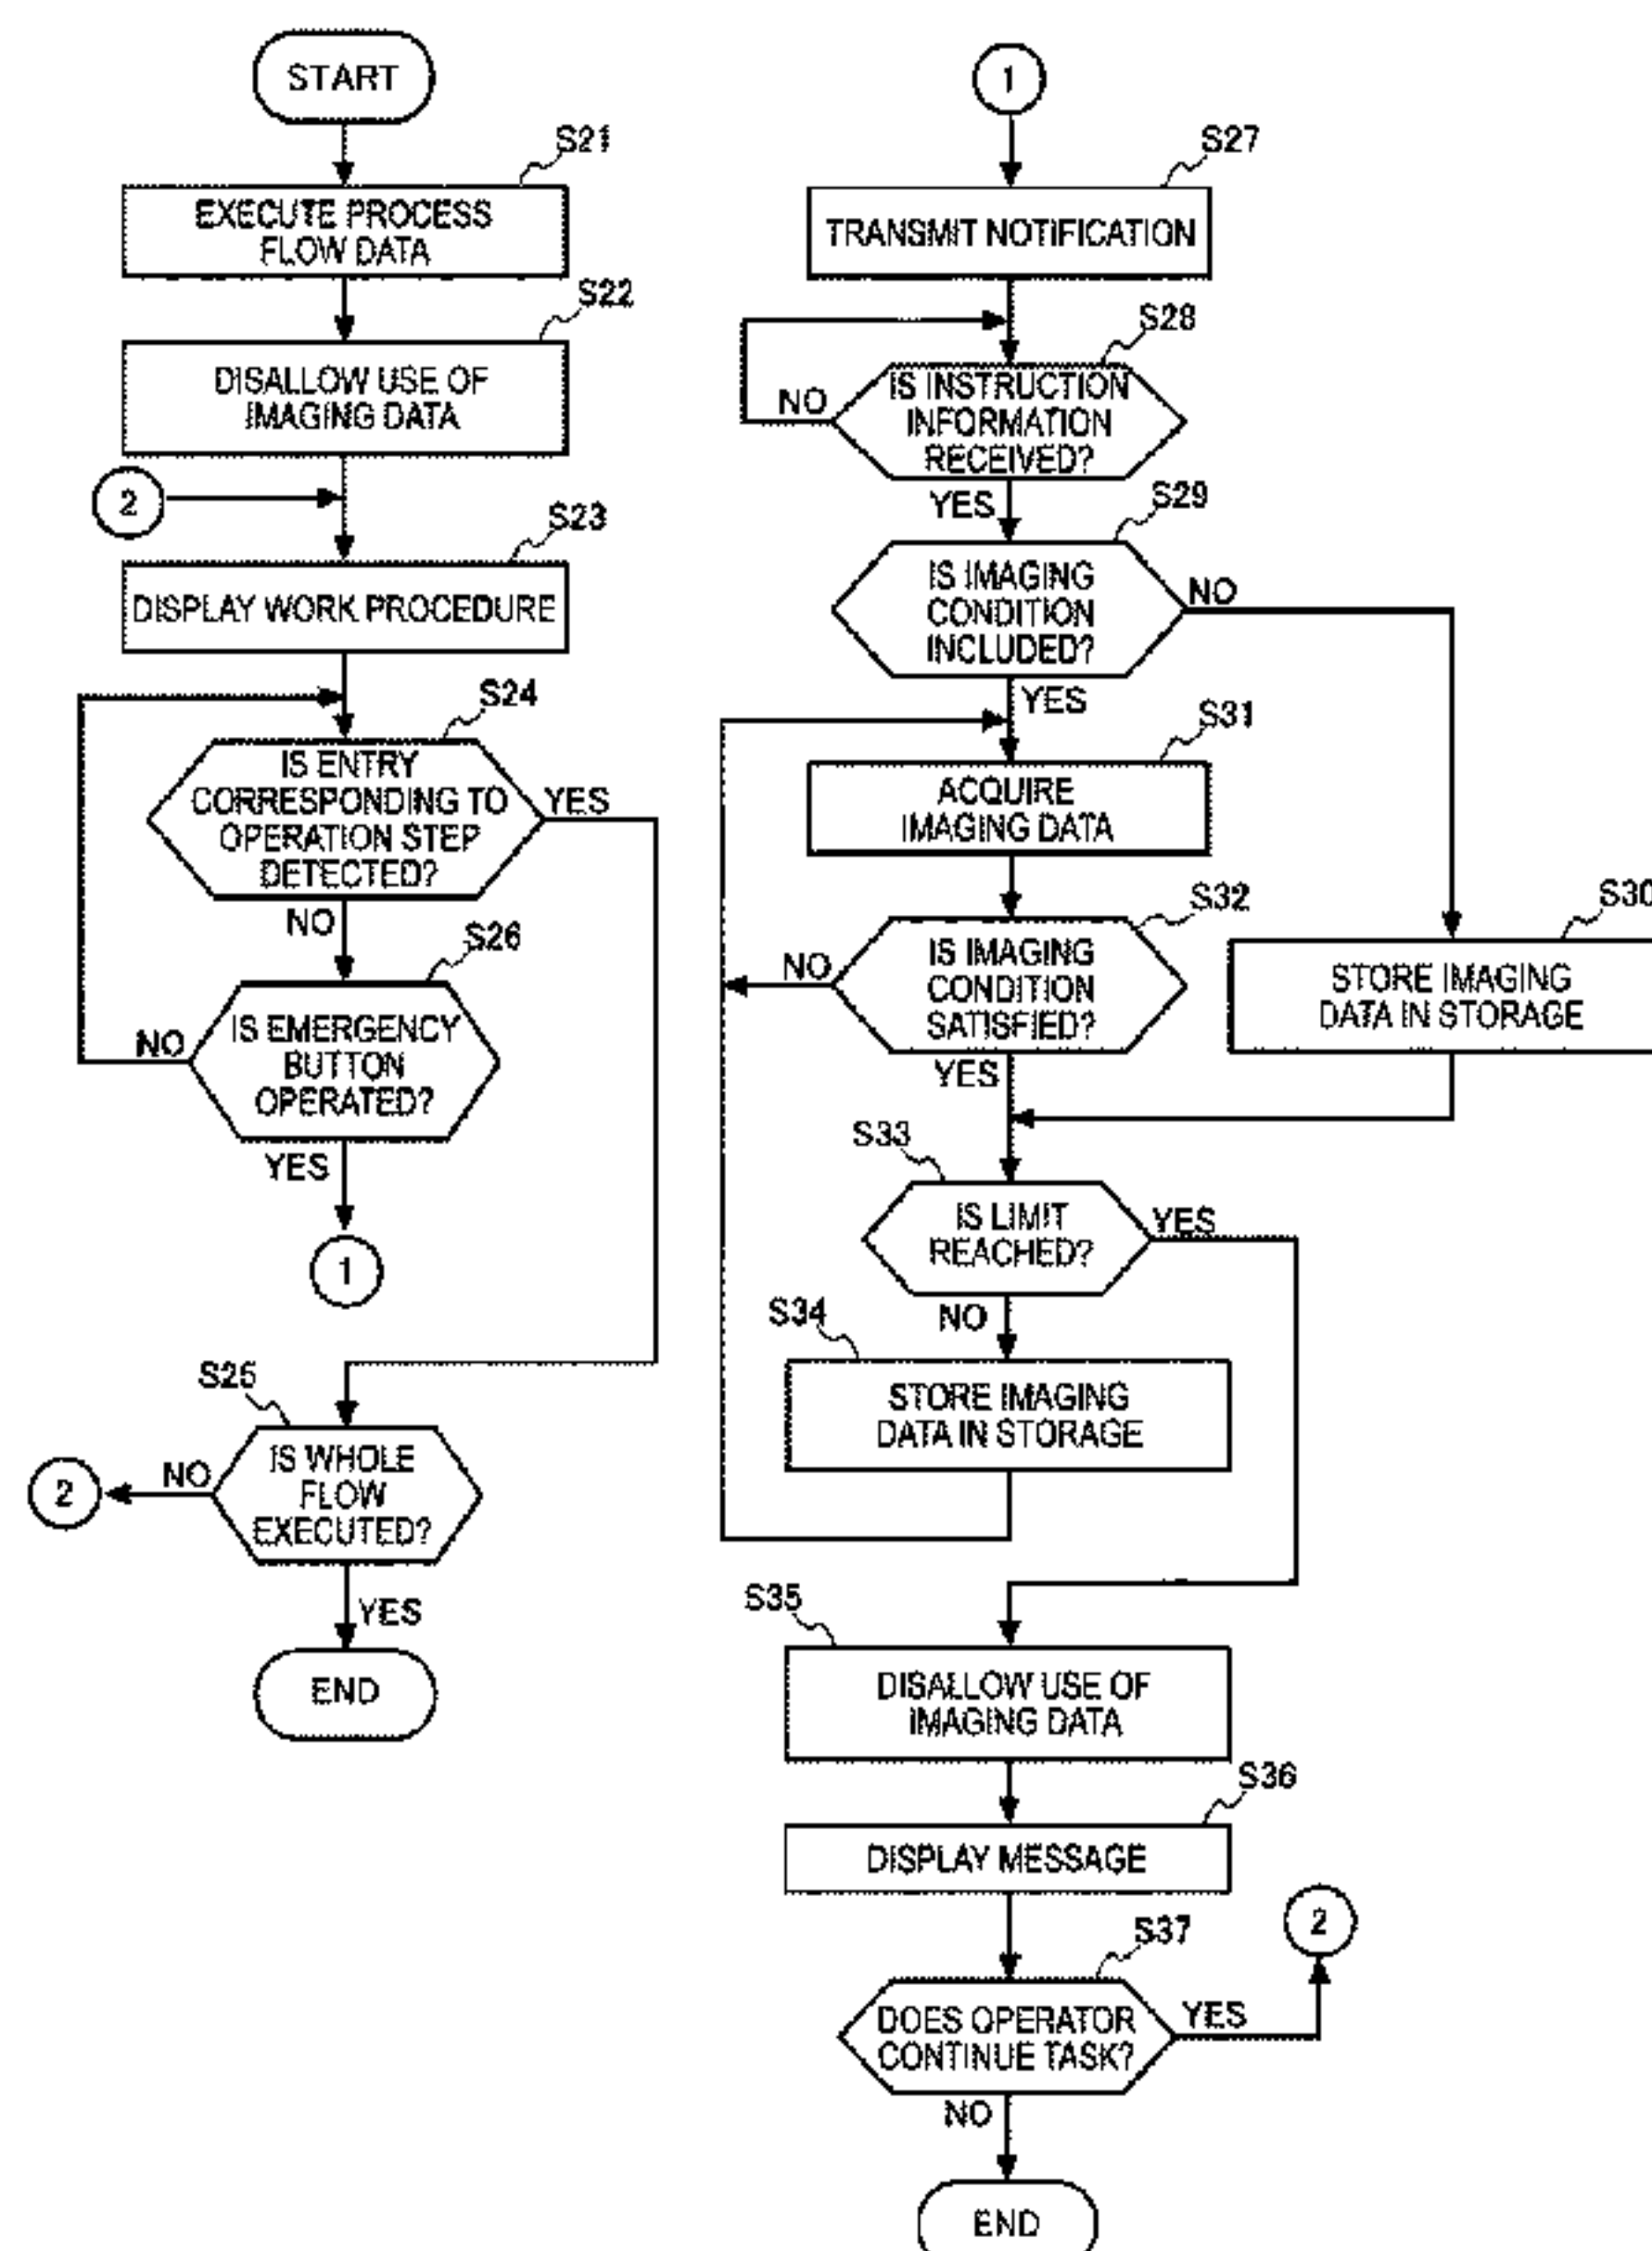 START
S21
EXECUTE PROCESS
FLOW DATA
S22
DISALLOW USE OF
IMAGING DATA
2
S23
DISPLAY WORK PROCEDURE
S24
IS ENTRY
CORRESPONDING TO
OPERATION STEP
DETECTED?
YES
NO
S26
IS EMERGENCY
BUTTON
OPERATED?
NO
YES
1
S25
IS WHOLE
FLOW
EXECUTED?
NO
2
YES
END
1
S27
TRANSMIT NOTIFICATION
S28
IS INSTRUCTION
INFORMATION
RECEIVED?
NO
YES
S29
IS IMAGING
CONDITION
INCLUDED?
NO
YES
S31
ACQUIRE
IMAGING DATA
S32
IS IMAGING
CONDITION
SATISFIED?
NO
YES
S30
STORE IMAGING
DATA IN STORAGE
S33
IS LIMIT
REACHED?
YES
NO
S34
STORE IMAGING
DATA IN STORAGE
S35
DISALLOW USE OF
IMAGING DATA
S36
DISPLAY MESSAGE
S37
DOES OPERATOR
CONTINUE TASK?
YES
2
NO
END